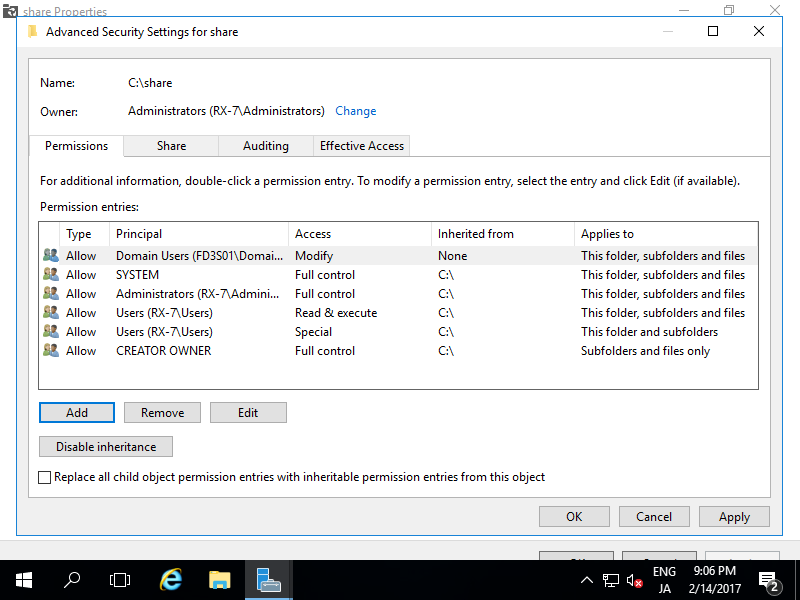 share Properties
Advanced Security Settings for share
Name: C:\share
Owner: Administrators (RX-7\Administrators) Change
Permissions Share Auditing Effective Access
For additional information, double-click a permission entry. To modify a permission entry, select the entry and click Edit (if available).
Permission entries:
Type Principal Access Inherited from Applies to
Allow Domain Users (FD3S01\Domai... Modify None This folder, subfolders and files
Allow SYSTEM Full control C:\ This folder, subfolders and files
Allow Administrators (RX-7\Admini... Full control C:\ This folder, subfolders and files
Allow Users (RX-7\Users) Read & execute C:\ This folder, subfolders and files
Allow Users (RX-7\Users) Special C:\ This folder and subfolders
Allow CREATOR OWNER Full control C:\ Subfolders and files only
Add Remove Edit
Disable inheritance
Replace all child object permission entries with inheritable permission entries from this object
OK Cancel Apply
ENG 9:06 PM
JA 2/14/2017 2